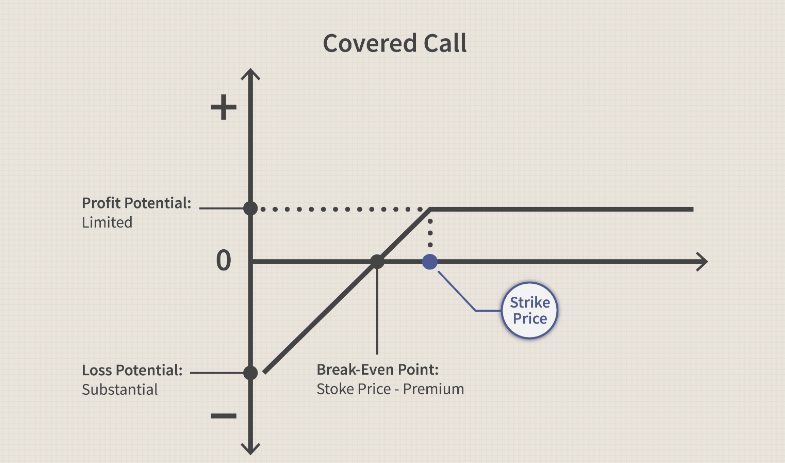 Covered Call
+
Profit Potential:
Limited
0
Strike
Price
Loss Potential:
Substantial
Break-Even Point:
Stoke Price - Premium
−